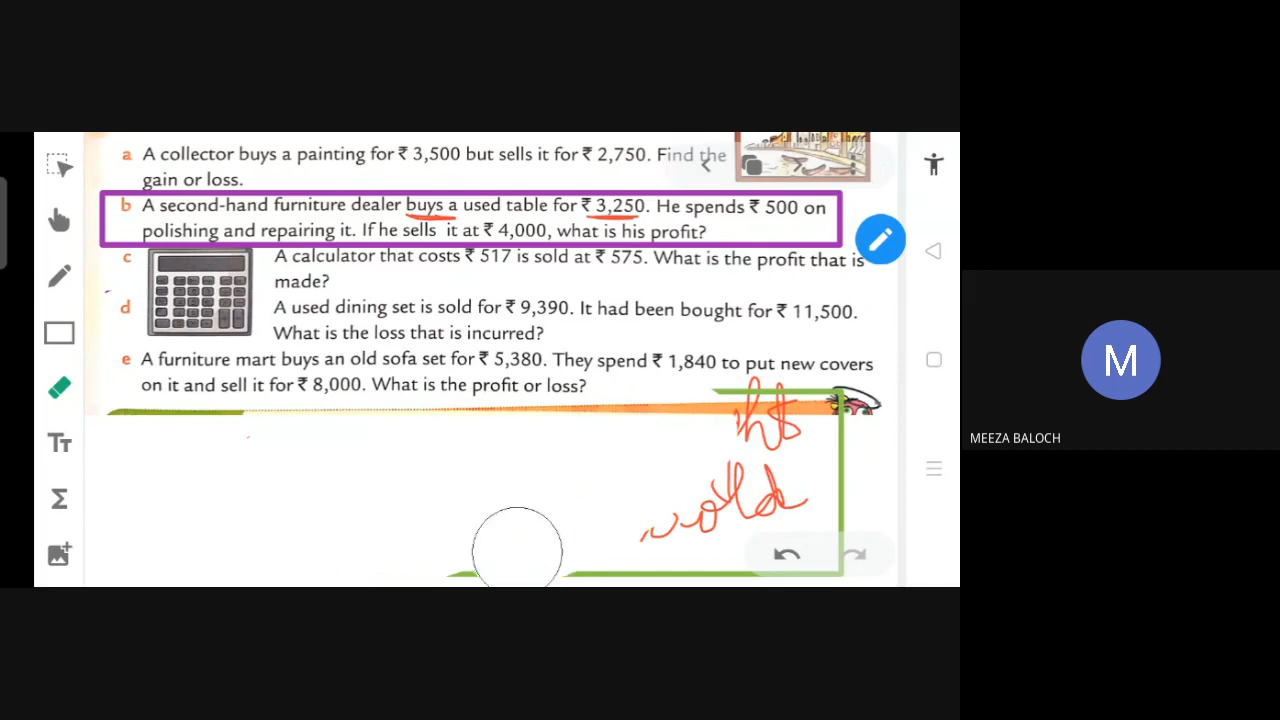 a A collector buys a painting for ₹ 3,500 but sells it for ₹ 2,750. Find the
gain or loss.
b A second-hand furniture dealer buys a used table for ₹ 3,250. He spends ₹ 500 on
polishing and repairing it. If he sells it at ₹ 4,000, what is his profit?
c A calculator that costs ₹ 517 is sold at ₹ 575. What is the profit that is
made?
d A used dining set is sold for ₹ 9,390. It had been bought for ₹ 11,500.
What is the loss that is incurred?
e A furniture mart buys an old sofa set for ₹ 5,380. They spend ₹ 1,840 to put new covers
on it and sell it for ₹ 8,000. What is the profit or loss?
ht
old
Tт
Σ
M
MEEZA BALOCH